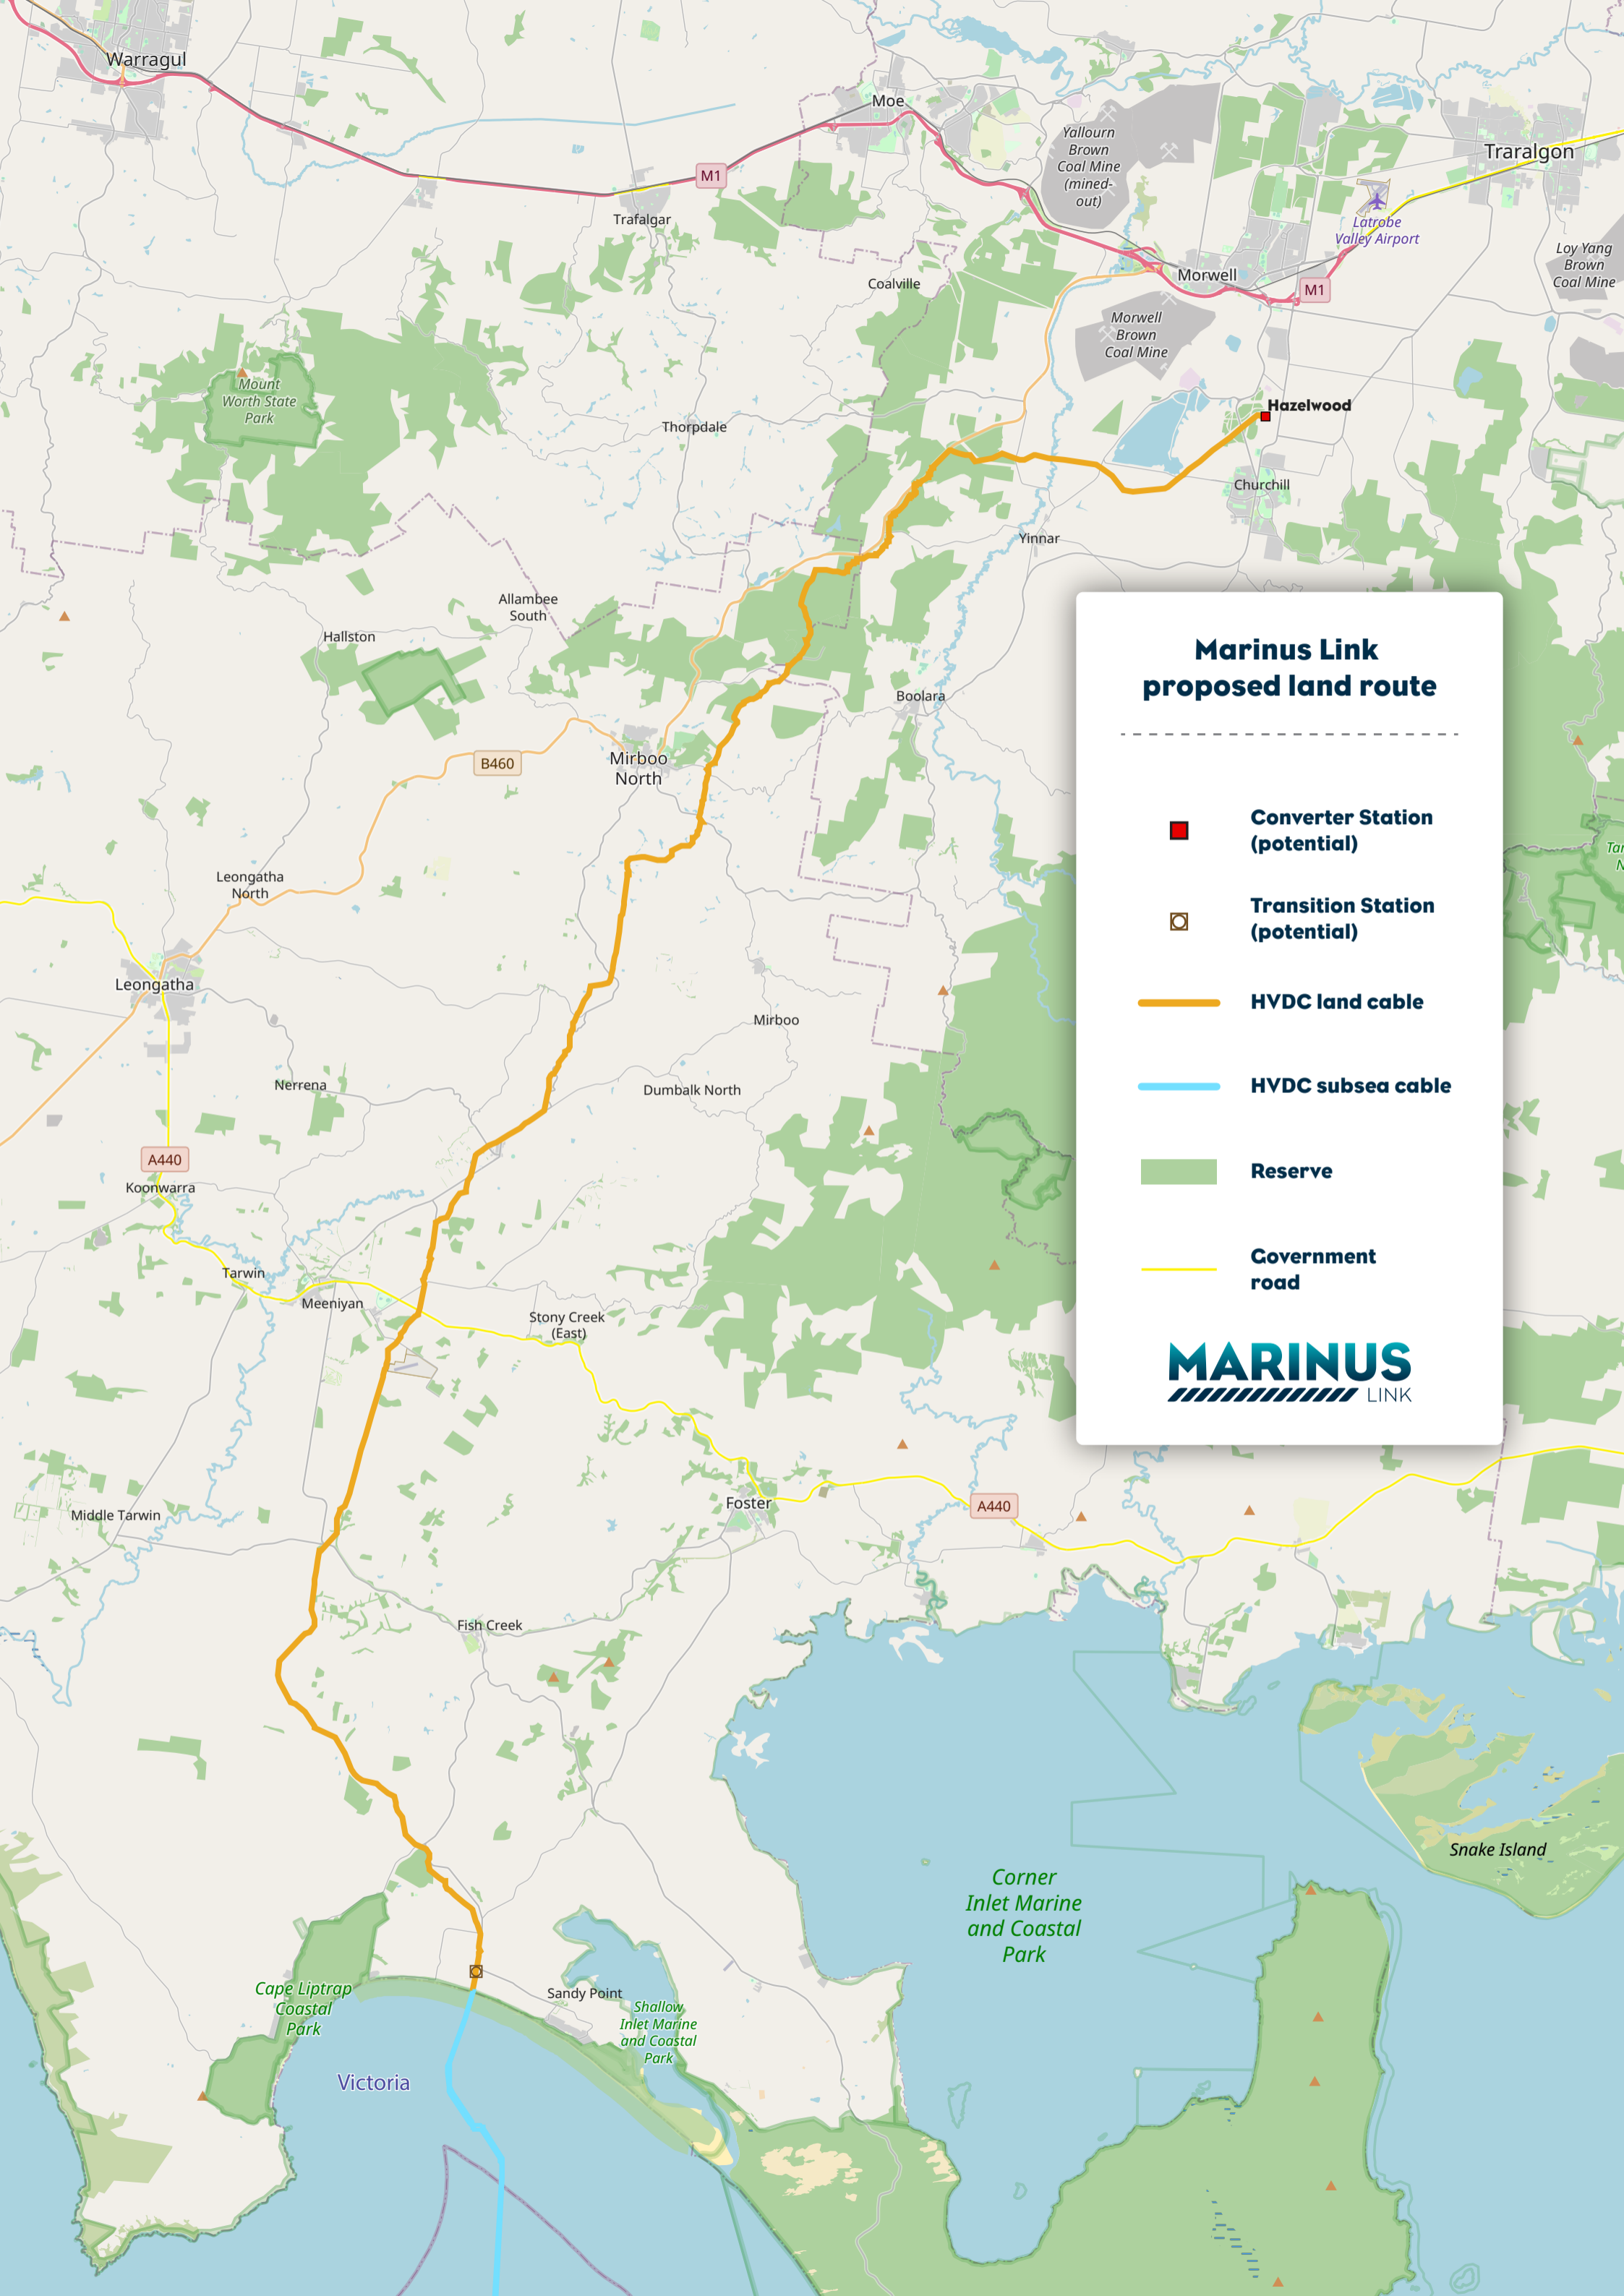 Warragul
Moe
Yallourn
Brown
Coal Mine
(mined-
out)
Traralgon
M1
Trafalgar
Latrobe
Valley Airport
Loy Yang
Brown
Coal Mine
Coalville
Morwell
M1
Morwell
Brown
Coal Mine
Mount
Worth State
Park
Hazelwood
Thorpdale
Churchill
Yinnar
Allambee
South
Hallston
Boolara
B460
Mirboo
North
Leongatha
North
Leongatha
Mirboo
Nerrena
Dumbalk North
A440
Koonwarra
Tarwin
Meeniyan
Stony Creek
(East)
Foster
A440
Middle Tarwin
Fish Creek
Snake Island
Corner
Inlet Marine
and Coastal
Park
Cape Liptrap
Coastal
Park
Sandy Point
Shallow
Inlet Marine
and Coastal
Park
Victoria
Marinus Link
proposed land route
Converter Station
(potential)
Transition Station
(potential)
HVDC land cable
HVDC subsea cable
Reserve
Government
road
MARINUS
LINK